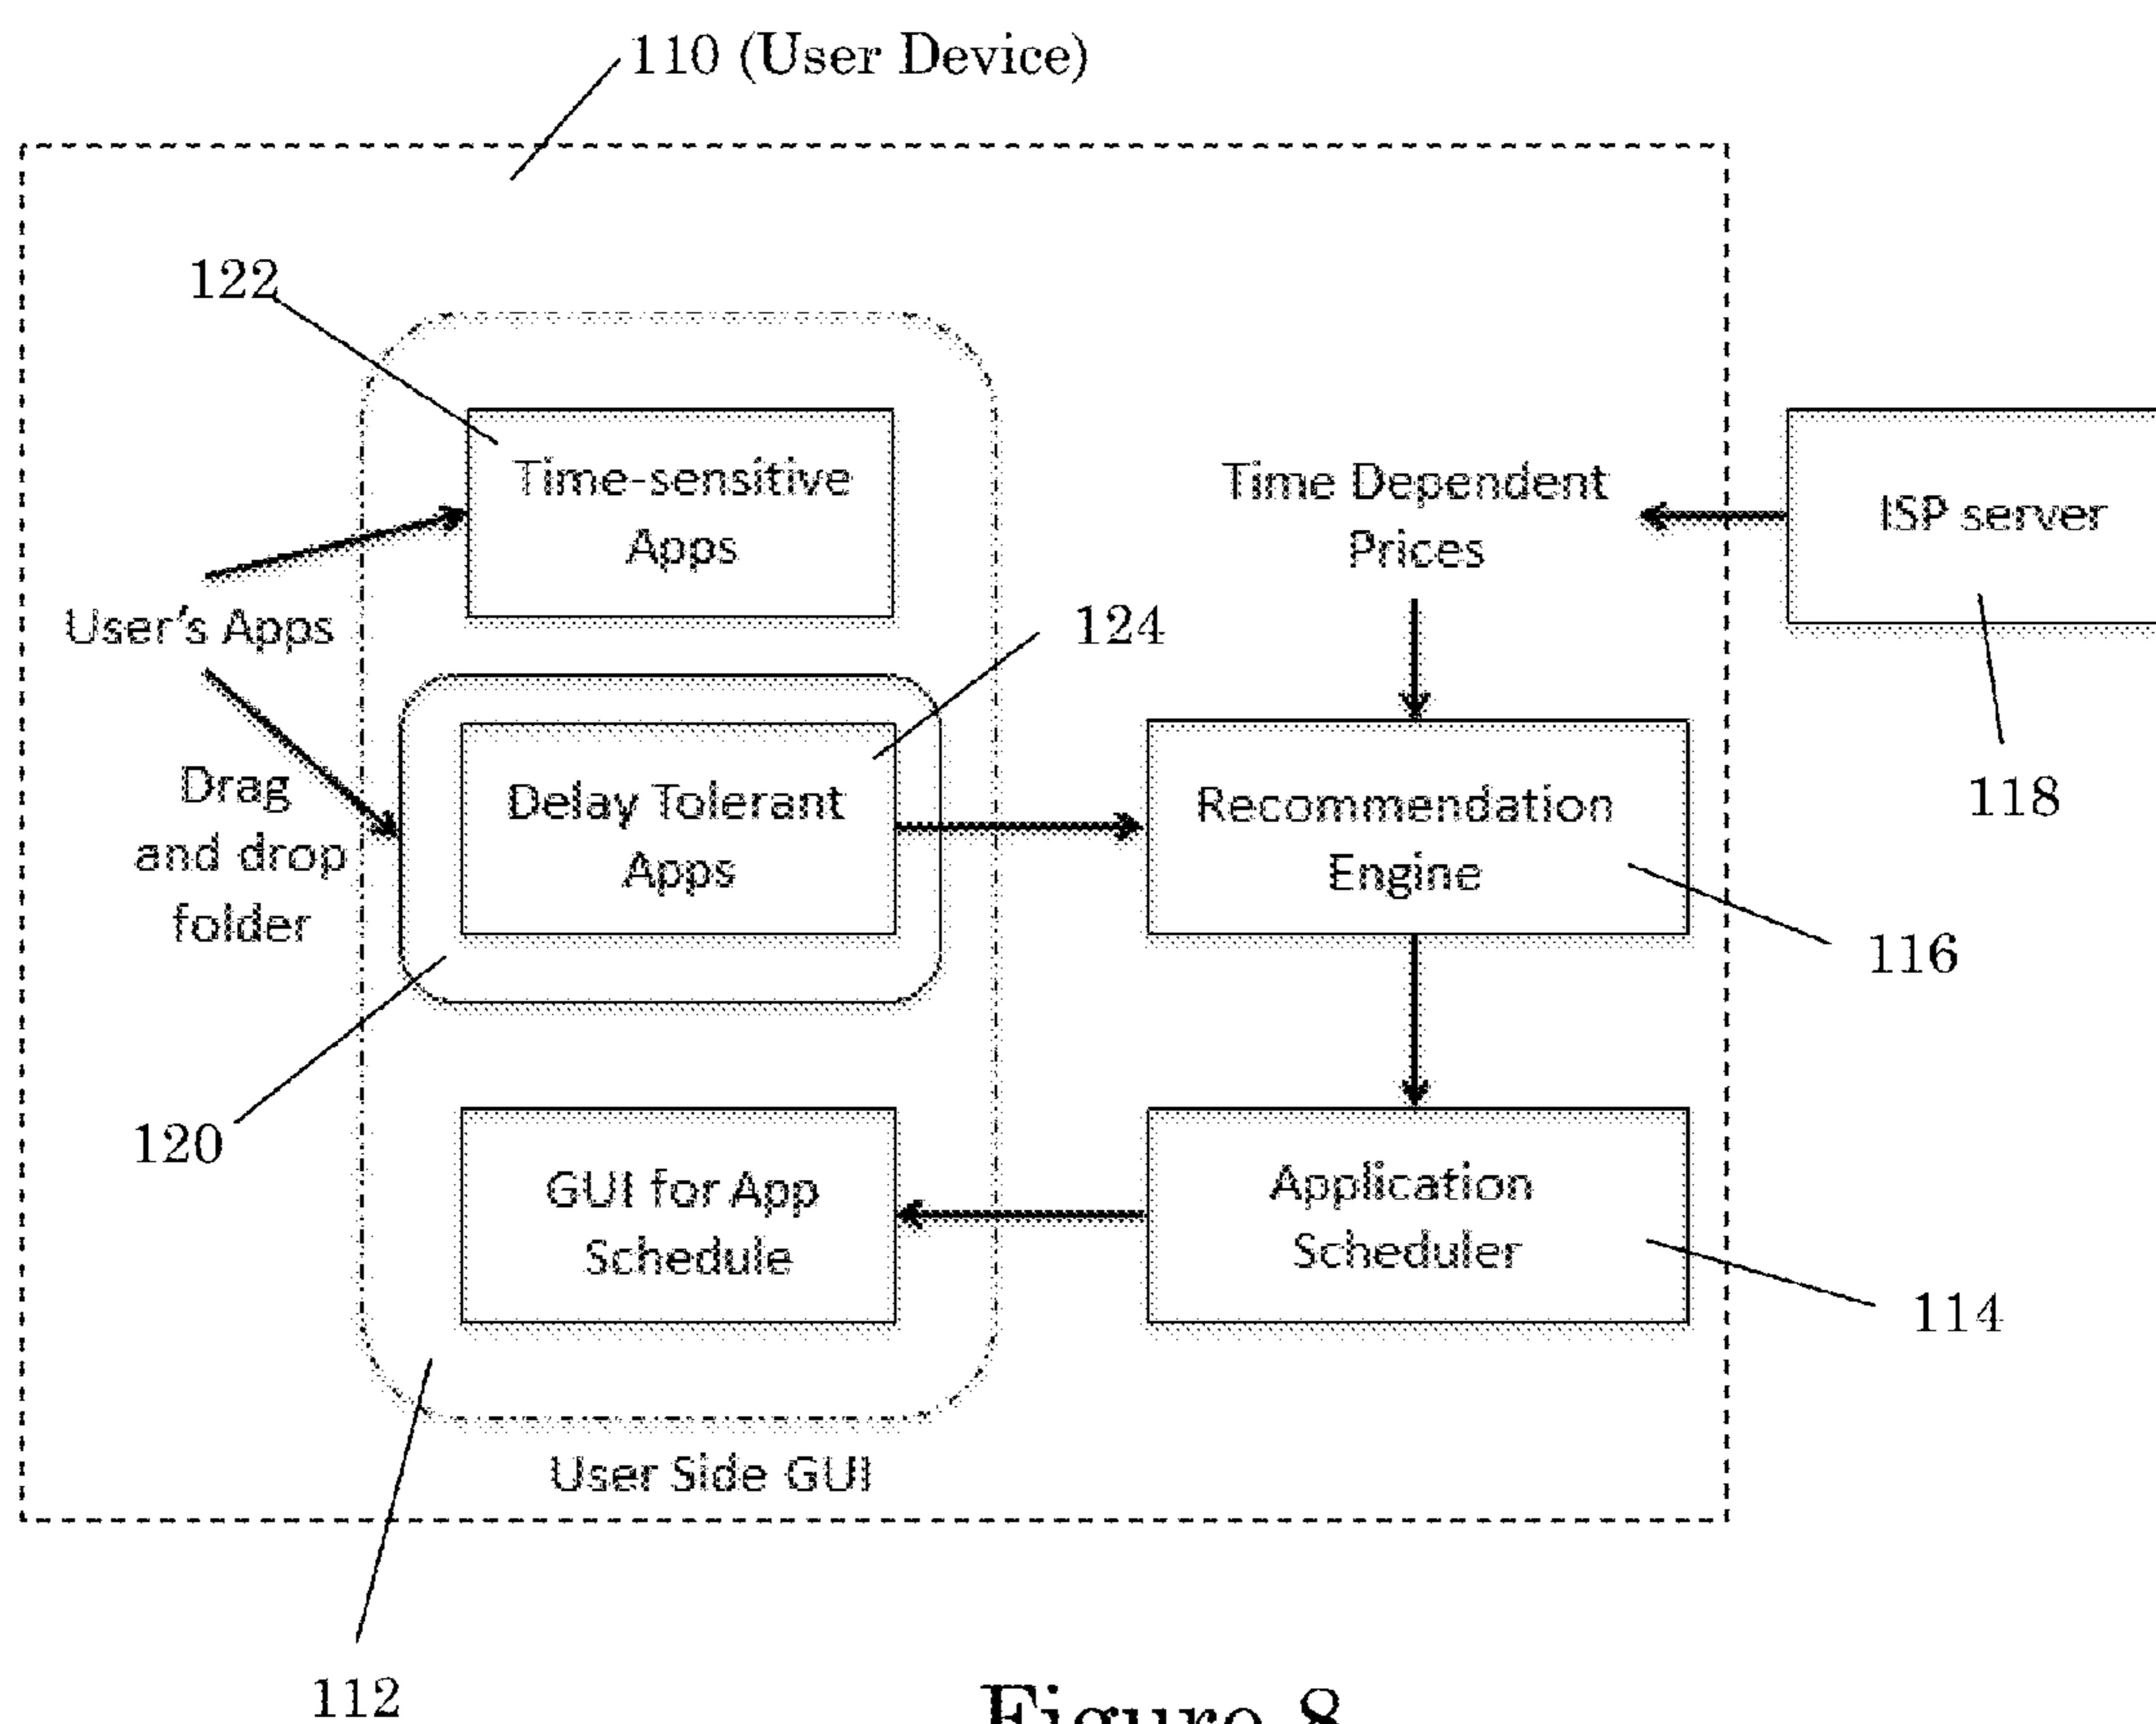 110 (User Device)
122
Time-sensitive
Apps
Time Dependent
Prices
ISP server
User's Apps
124
118
Drag
and drop
folder
Delay Tolerant
Apps
Recommendation
Engine
116
120
GUI for App
Schedule
Application
Scheduler
114
User Side GUI
112
Figure 8